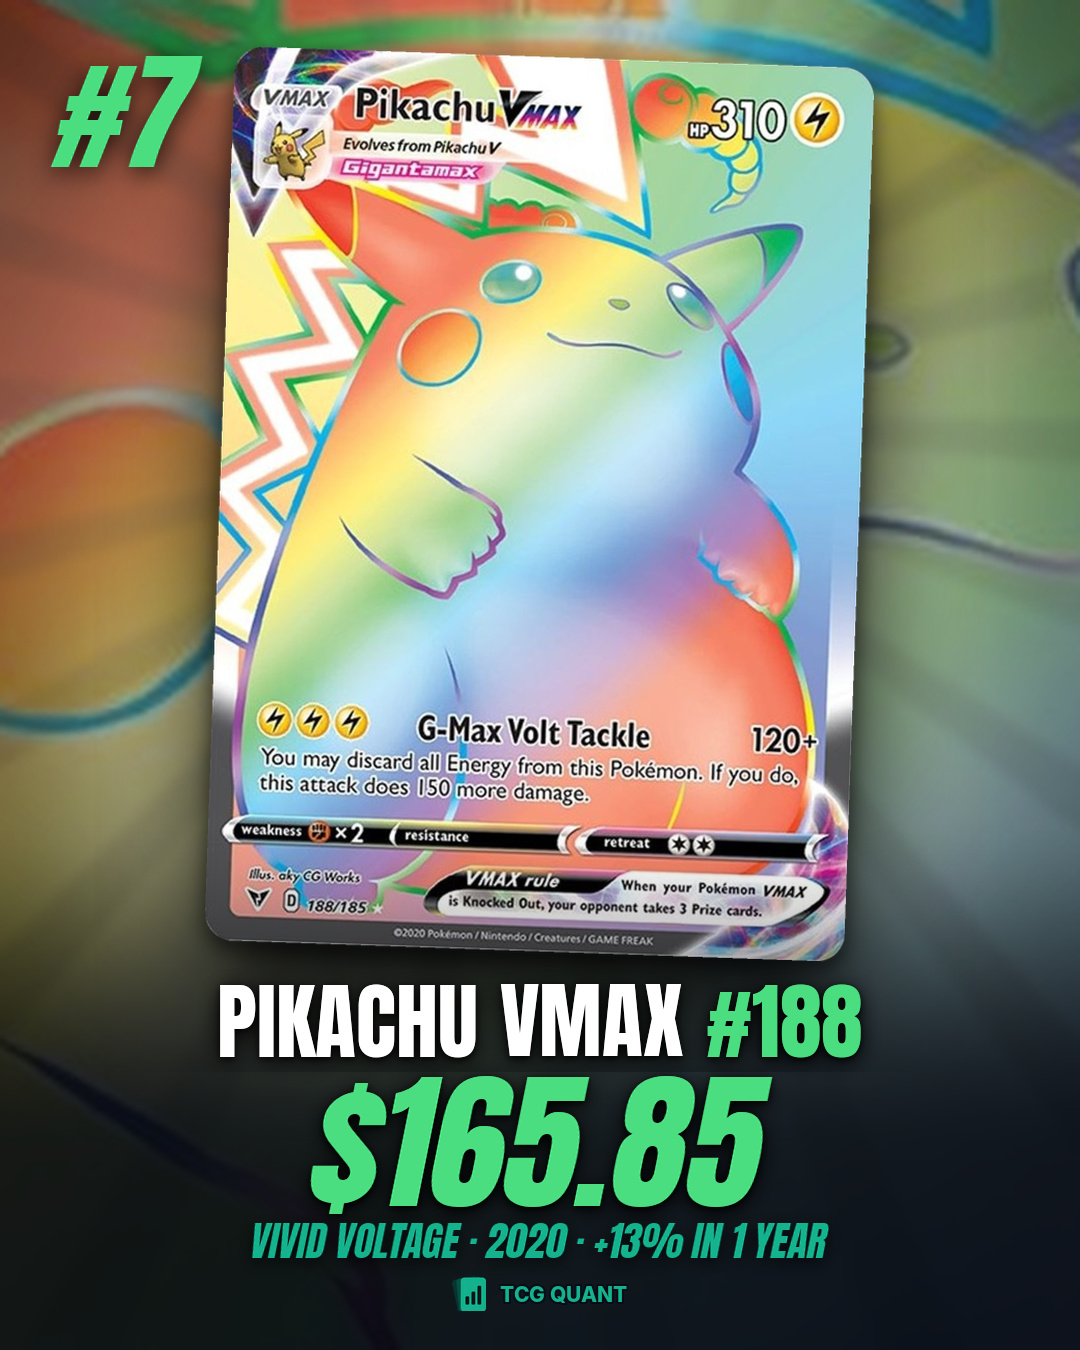 #7
VMAX
Pikachu VMAX
HP 310
Evolves from Pikachu V
Gigantamax
G-Max Volt Tackle 120+
You may discard all Energy from this Pokémon. If you do,
this attack does 150 more damage.
weakness ×2 resistance retreat
Illus. aky CG Works
VMAX rule When your Pokémon VMAX
is Knocked Out, your opponent takes 3 Prize cards.
D 188/185
©2020 Pokémon / Nintendo / Creatures / GAME FREAK
PIKACHU VMAX #188
$165.85
VIVID VOLTAGE · 2020 · +13% IN 1 YEAR
TCG QUANT